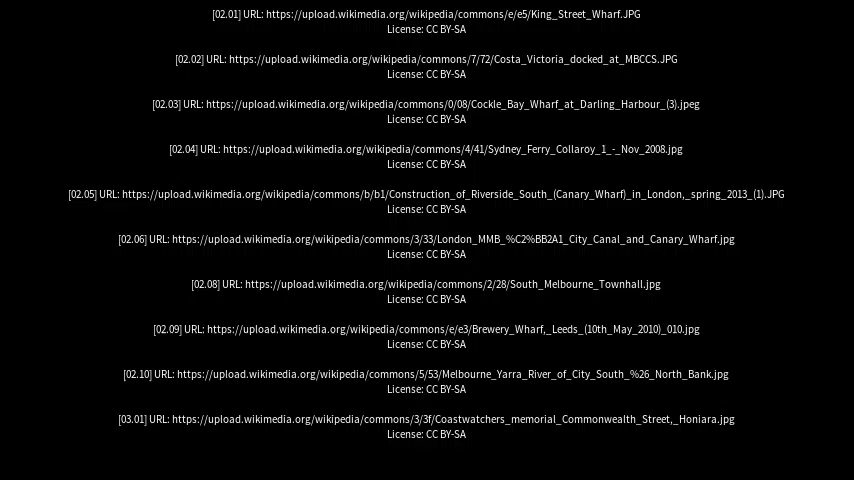 [02.01] URL: https://upload.wikimedia.org/wikipedia/commons/e/e5/King_Street_Wharf.JPG
License: CC BY-SA
[02.02] URL: https://upload.wikimedia.org/wikipedia/commons/7/72/Costa_Victoria_docked_at_MBCCS.JPG
License: CC BY-SA
[02.03] URL: https://upload.wikimedia.org/wikipedia/commons/0/08/Cockle_Bay_Wharf_at_Darling_Harbour_(3).jpeg
License: CC BY-SA
[02.04] URL: https://upload.wikimedia.org/wikipedia/commons/4/41/Sydney_Ferry_Collaroy_1_-_Nov_2008.jpg
License: CC BY-SA
[02.05] URL: https://upload.wikimedia.org/wikipedia/commons/b/b1/Construction_of_Riverside_South_(Canary_Wharf)_in_London,_spring_2013_(1).JPG
License: CC BY-SA
[02.06] URL: https://upload.wikimedia.org/wikipedia/commons/3/33/London_MMB_%C2%BB2A1_City_Canal_and_Canary_Wharf.jpg
License: CC BY-SA
[02.08] URL: https://upload.wikimedia.org/wikipedia/commons/2/28/South_Melbourne_Townhall.jpg
License: CC BY-SA
[02.09] URL: https://upload.wikimedia.org/wikipedia/commons/e/e3/Brewery_Wharf,_Leeds_(10th_May_2010)_010.jpg
License: CC BY-SA
[02.10] URL: https://upload.wikimedia.org/wikipedia/commons/5/53/Melbourne_Yarra_River_of_City_South_%26_North_Bank.jpg
License: CC BY-SA
[03.01] URL: https://upload.wikimedia.org/wikipedia/commons/3/3f/Coastwatchers_memorial_Commonwealth_Street,_Honiara.jpg
License: CC BY-SA